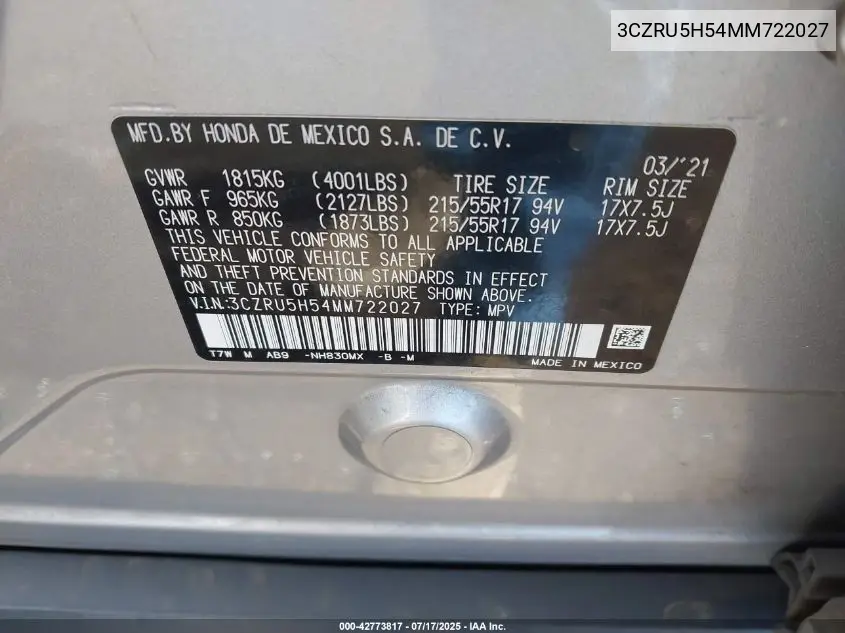 3CZRU5H54MM722027
MFD.BY HONDA DE MEXICO S.A. DE C.V.
03/'21
GVWR 1815KG (4001LBS) TIRE SIZE RIM SIZE
GAWR F 965KG (2127LBS) 215/55R17 94V 17X7.5J
GAWR R 850KG (1873LBS) 215/55R17 94V 17X7.5J
THIS VEHICLE CONFORMS TO ALL APPLICABLE
FEDERAL MOTOR VEHICLE SAFETY
AND THEFT PREVENTION STANDARDS IN EFFECT
ON THE DATE OF MANUFACTURE SHOWN ABOVE.
V.I.N:3CZRU5H54MM722027 TYPE: MPV
T7W M AB9 -NH830MX -B -M MADE IN MEXICO
000-42773817 - 07/17/2025 - IAA Inc.